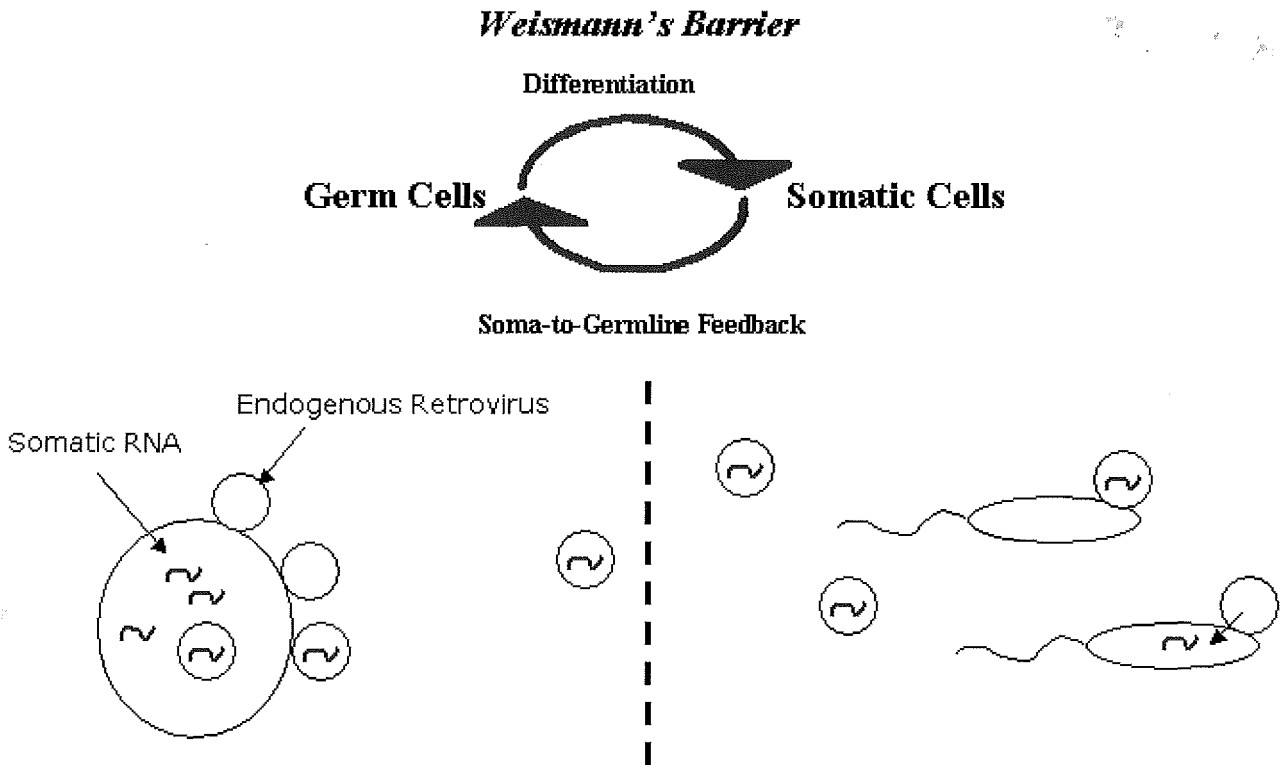 Weismann's Barrier
Differentiation
Germ Cells
Somatic Cells
Soma-to-Germline Feedback
Endogenous Retrovirus
Somatic RNA